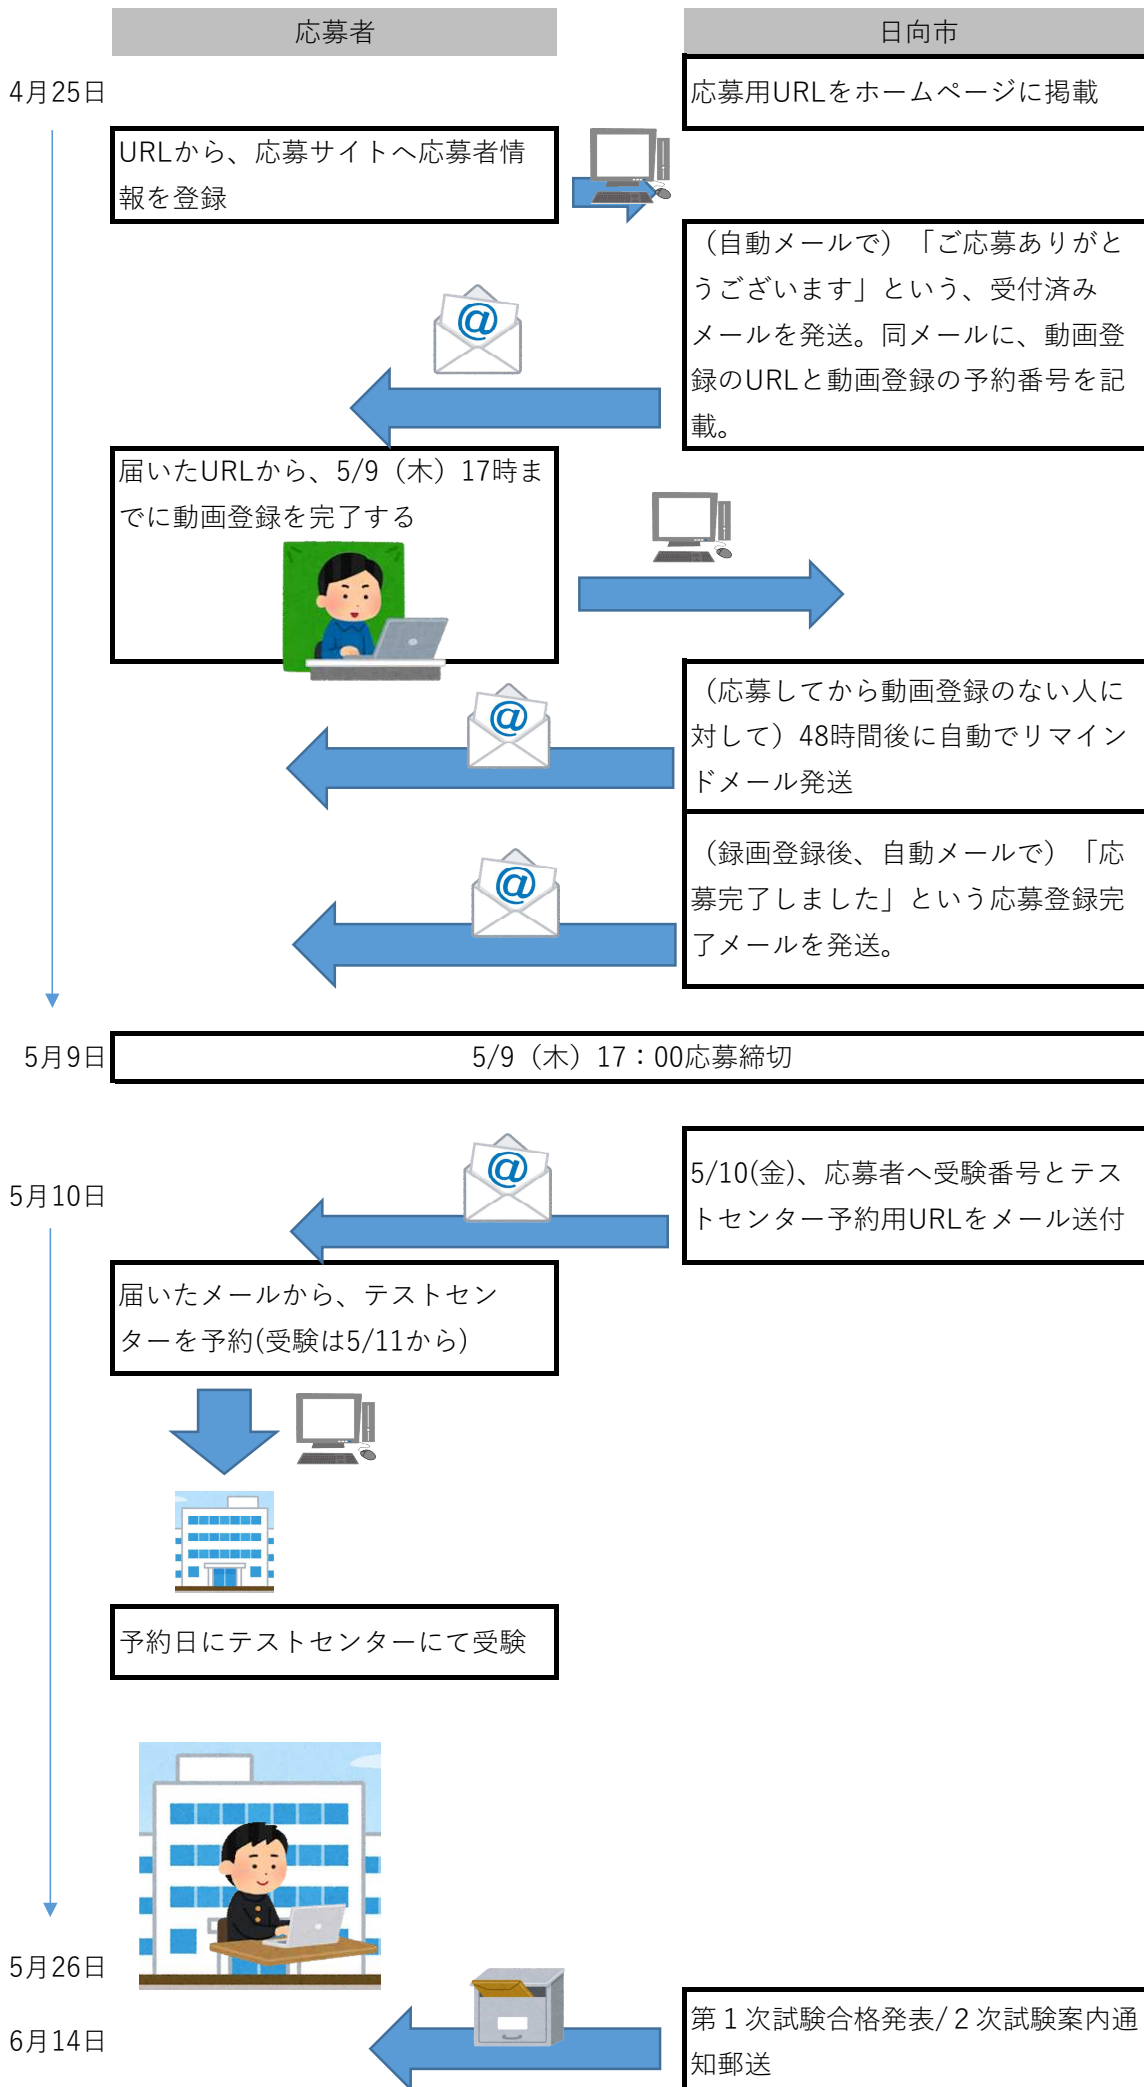 応募者
日向市
4月25日
応募用URLをホームページに掲載
URLから、応募サイトへ応募者情
報を登録
（自動メールで）「ご応募ありがと
うございます」という、受付済み
メールを発送。同メールに、動画登
録のURLと動画登録の予約番号を記
載。
届いたURLから、5/9（木）17時ま
でに動画登録を完了する
（応募してから動画登録のない人に
対して）48時間後に自動でリマイン
ドメール発送
（録画登録後、自動メールで）「応
募完了しました」という応募登録完
了メールを発送。
5月9日
5/9（木）17：00応募締切
5月10日
5/10(金)、応募者へ受験番号とテス
トセンター予約用URLをメール送付
届いたメールから、テストセン
ターを予約(受験は5/11から)
予約日にテストセンターにて受験
5月26日
6月14日
第１次試験合格発表/２次試験案内通
知郵送